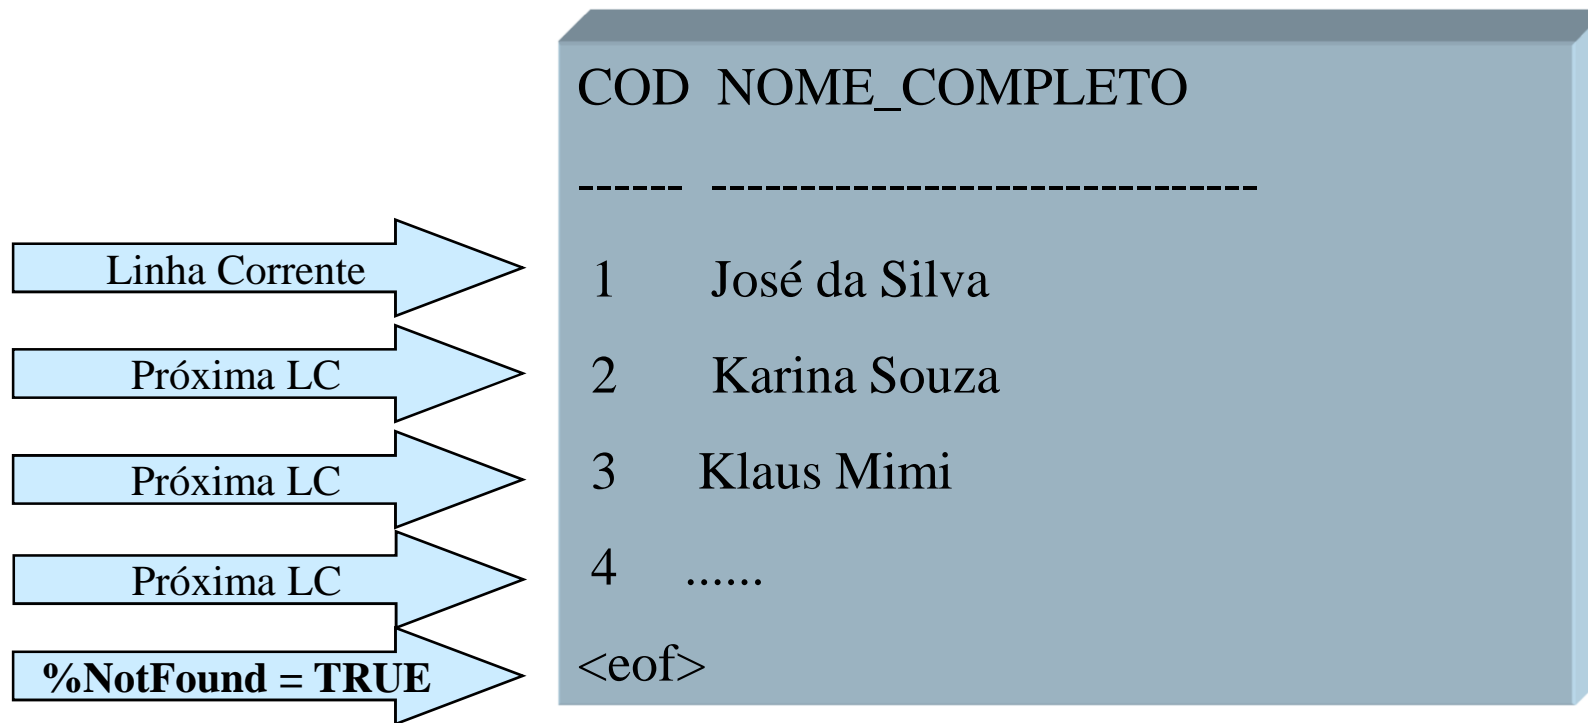 COD NOME_COMPLETO
------ -------------------------------
Linha Corrente
1 José da Silva
Próxima LC
2 Karina Souza
Próxima LC
3 Klaus Mimi
Próxima LC
4 ......
%NotFound = TRUE
<eof>